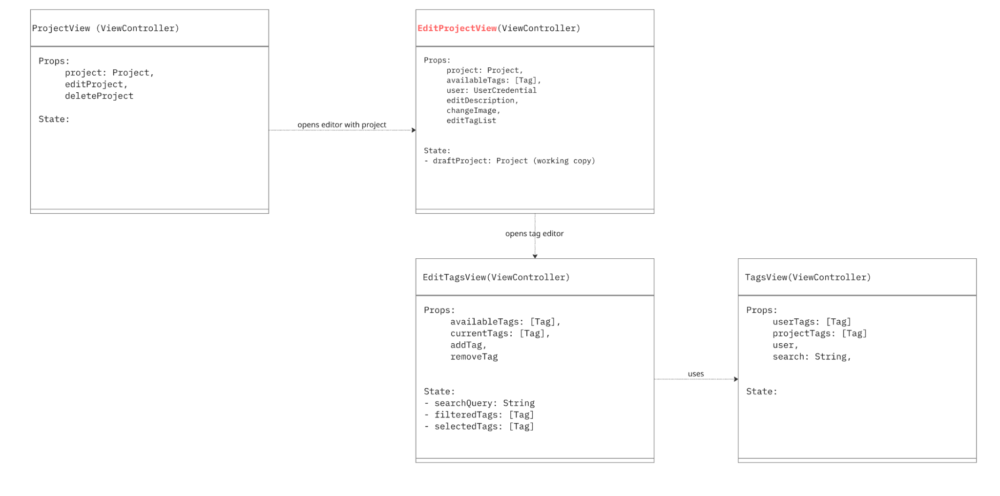 ProjectView (ViewController)
Props:
project: Project,
editProject,
deleteProject
State:
opens editor with project
EditProjectView(ViewController)
Props:
project: Project,
availableTags: [Tag],
user: UserCredential
editDescription,
changeImage,
editTagList
State:
- draftProject: Project (working copy)
opens tag editor
EditTagsView(ViewController)
Props:
availableTags: [Tag],
currentTags: [Tag],
addTag,
removeTag
State:
- searchQuery: String
- filteredTags: [Tag]
- selectedTags: [Tag]
uses
TagsView(ViewController)
Props:
userTags: [Tag]
projectTags: [Tag]
user,
search: String,
State: